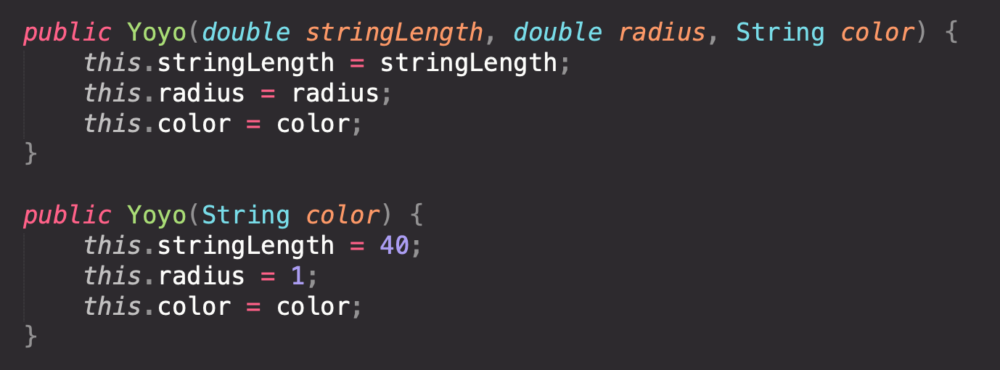 public Yoyo(double stringLength, double radius, String color) {
    this.stringLength = stringLength;
    this.radius = radius;
    this.color = color;
}

public Yoyo(String color) {
    this.stringLength = 40;
    this.radius = 1;
    this.color = color;
}